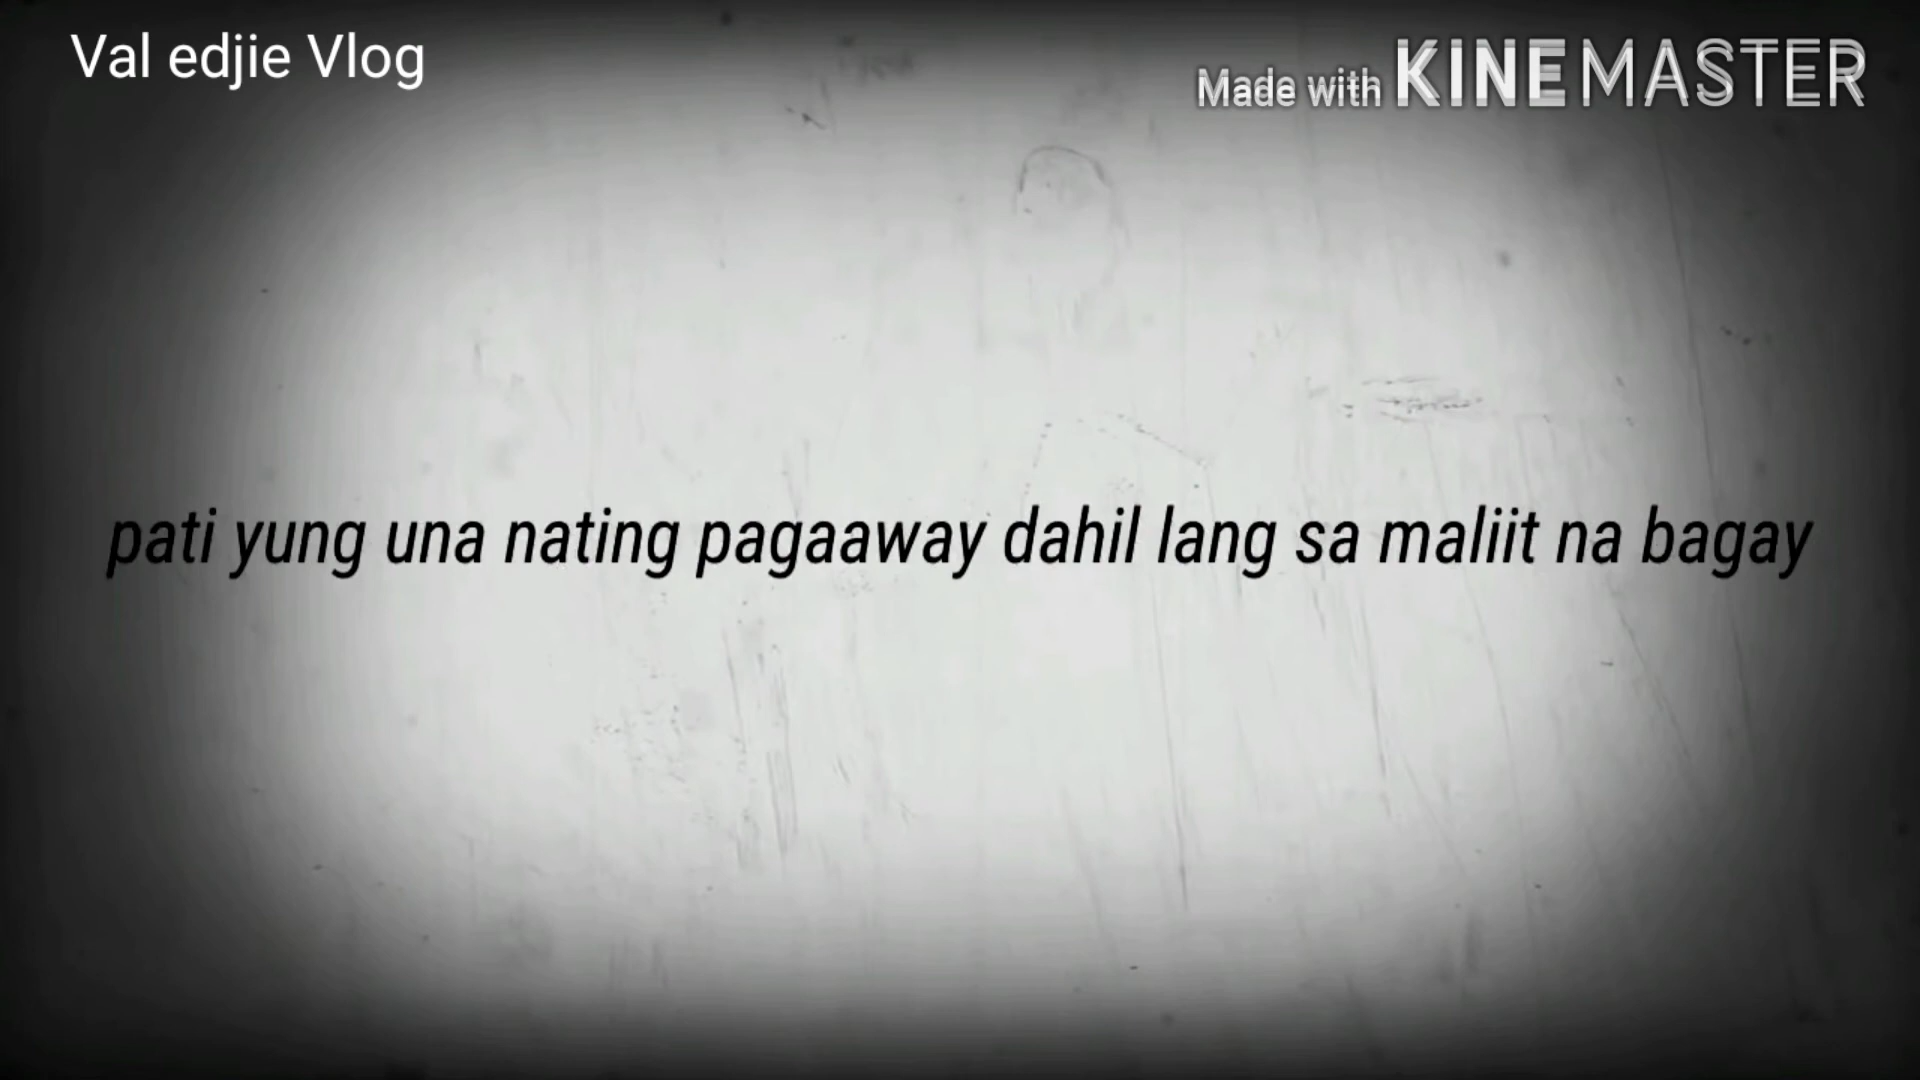 Val edjie Vlog
Made with KINEMASTER
pati yung una nating pagaaway dahil lang sa maliit na bagay